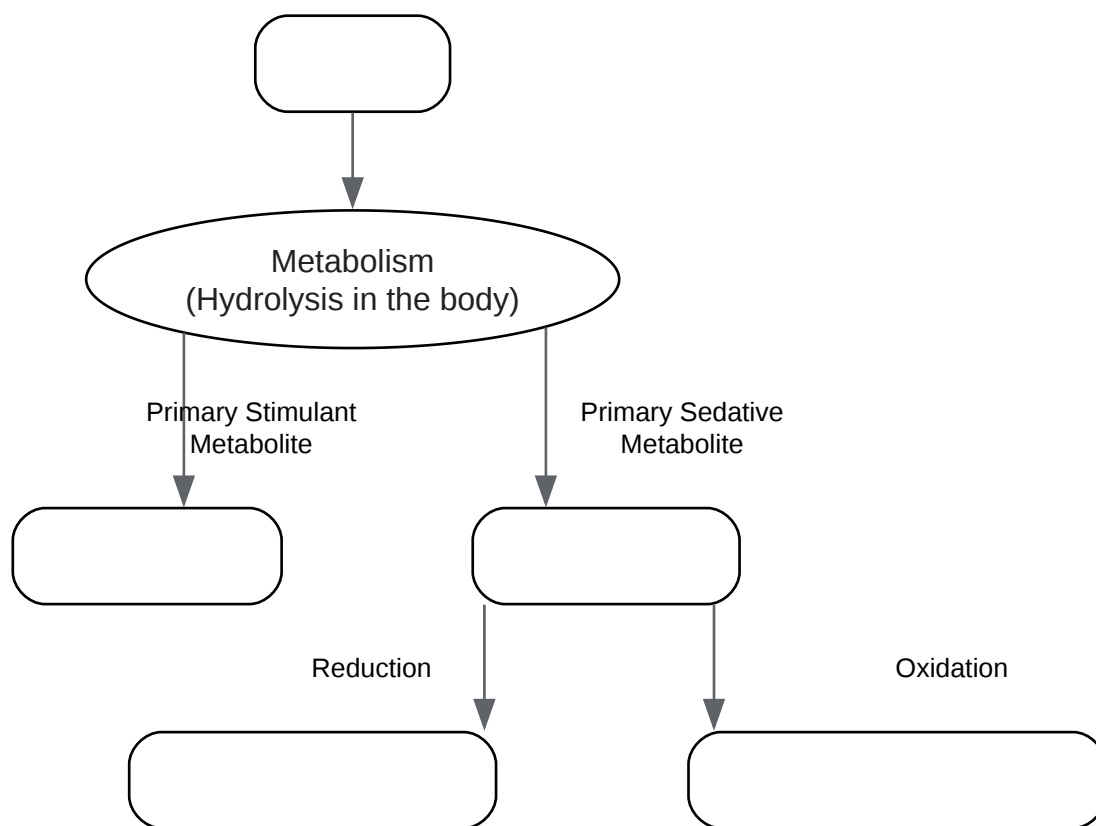 Metabolism
(Hydrolysis in the body)
Primary Stimulant
Metabolite
Primary Sedative
Metabolite
Reduction
Oxidation